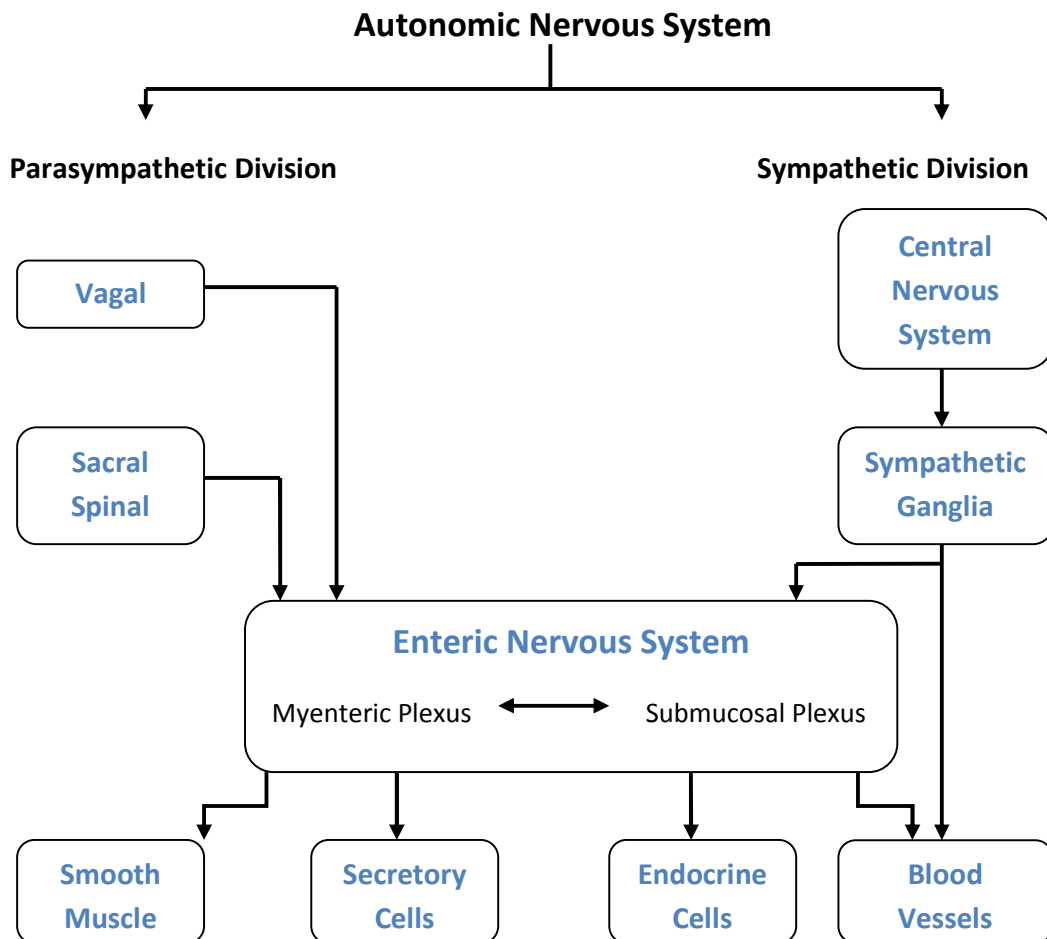 Autonomic Nervous System
Parasympathetic Division
Sympathetic Division
Central
Nervous
System
Vagal
Sacral
Spinal
Sympathetic
Ganglia
Enteric Nervous System
Myenteric Plexus
Submucosal Plexus
Smooth
Muscle
Secretory
Cells
Endocrine
Cells
Blood
Vessels